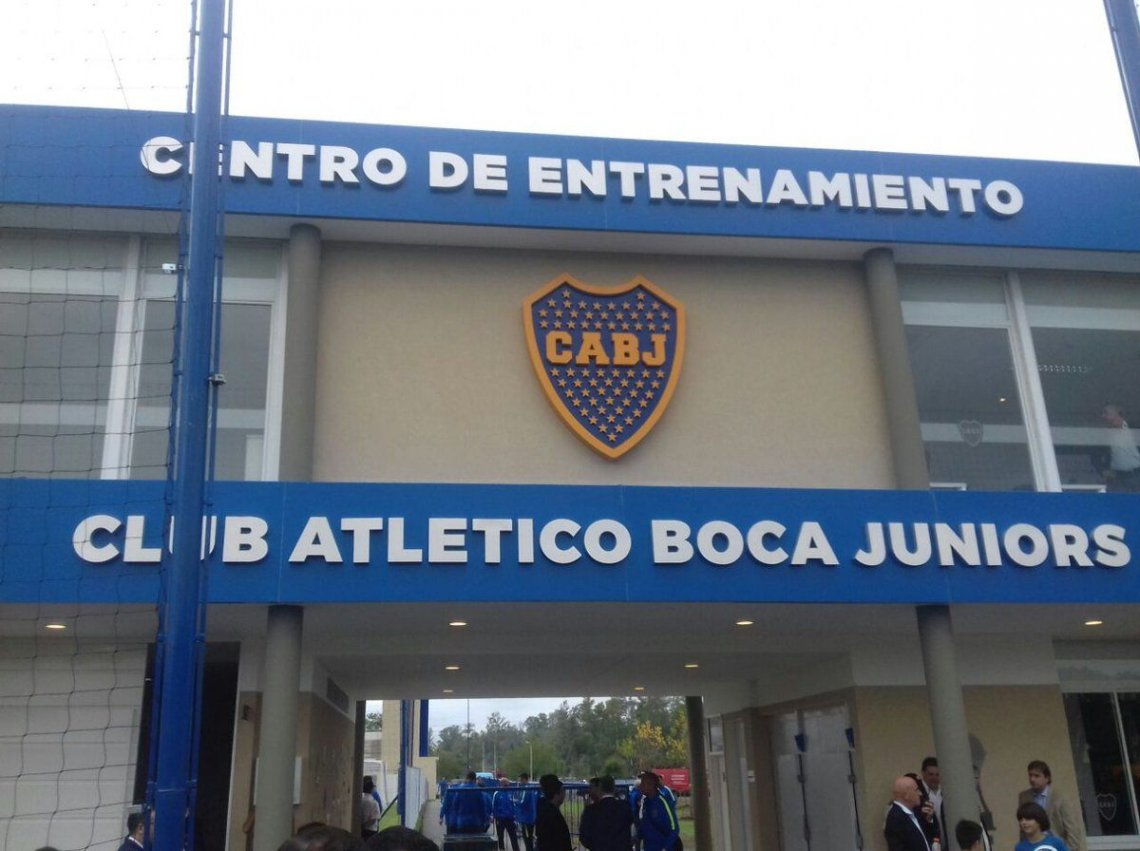 CENTRO DE ENTRENAMIENTO
CABJ
CLUB ATLETICO BOCA JUNIORS